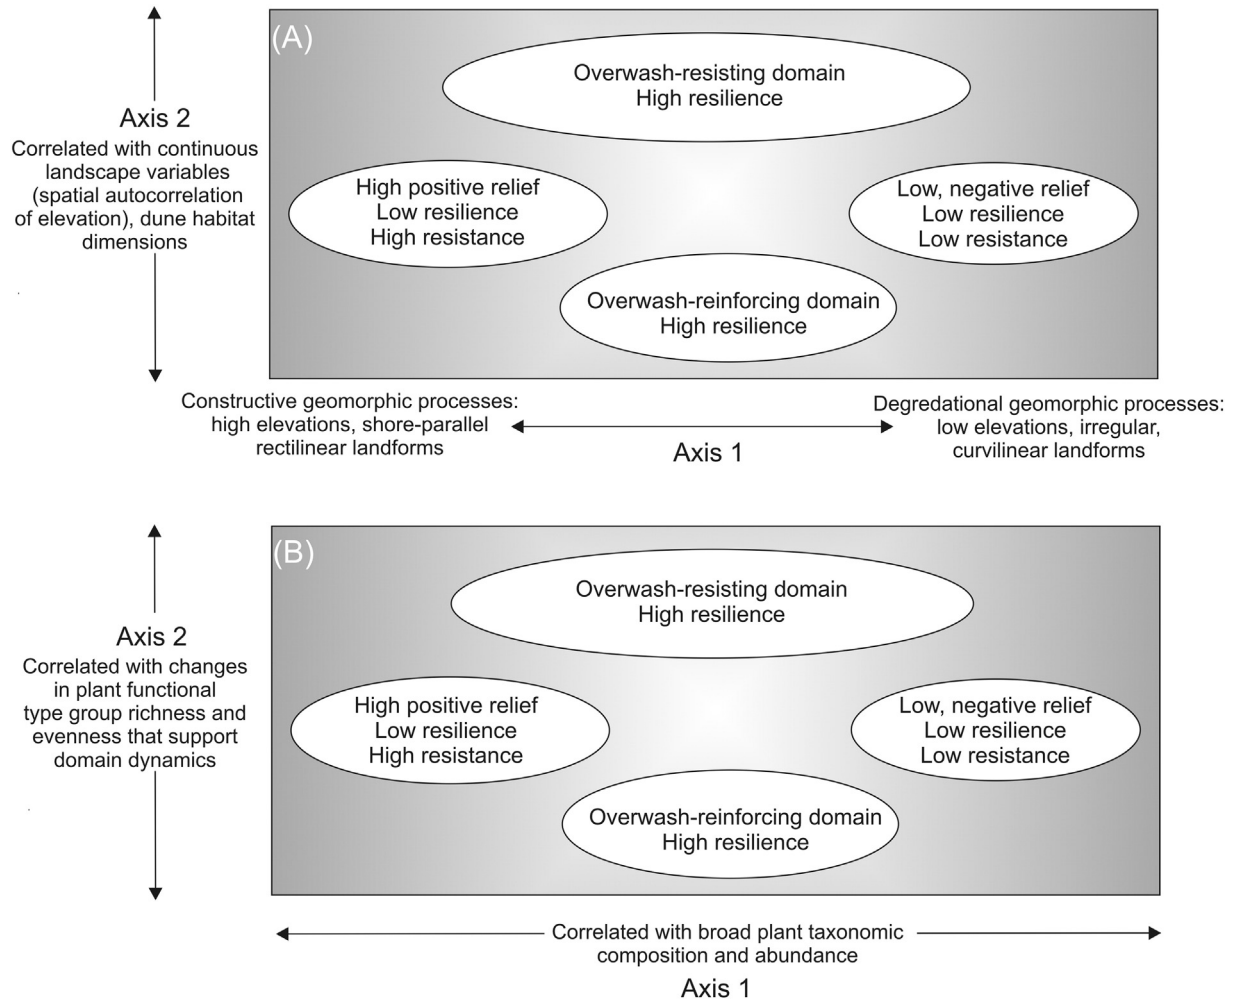 (A)
Overwash-resisting domain
High resilience
Axis 2
Correlated with continuous
landscape variables
(spatial autocorrelation
of elevation), dune habitat
dimensions
High positive relief
Low resilience
High resistance
Low, negative relief
Low resilience
Low resistance
Overwash-reinforcing domain
High resilience
Constructive geomorphic processes:
high elevations, shore-parallel
rectilinear landforms
Axis 1
Degredational geomorphic processes:
low elevations, irregular,
curvilinear landforms
(B)
Overwash-resisting domain
High resilience
Axis 2
Correlated with changes
in plant functional
type group richness and
evenness that support
domain dynamics
High positive relief
Low resilience
High resistance
Low, negative relief
Low resilience
Low resistance
Overwash-reinforcing domain
High resilience
Correlated with broad plant taxonomic
composition and abundance
Axis 1